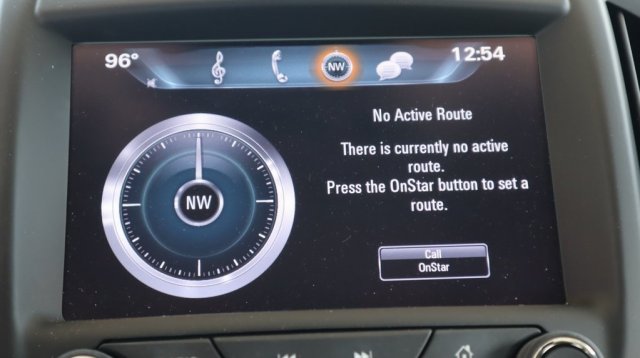 96°
NW
12:54
No Active Route
There is currently no active
route.
Press the OnStar button to set a
route.
NW
Call
OnStar